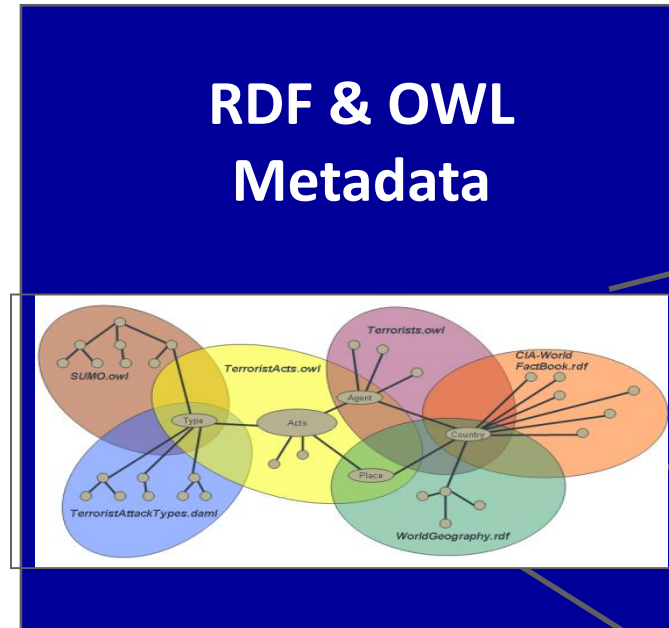 RDF & OWL
Metadata
Terrorists.owl
CIA-World
FactBook.rdf
TerroristActs.owl
SUMO.owl
Agent
Type
Acts
Country
Place
TerroristAttackTypes.daml
WorldGeography.rdf